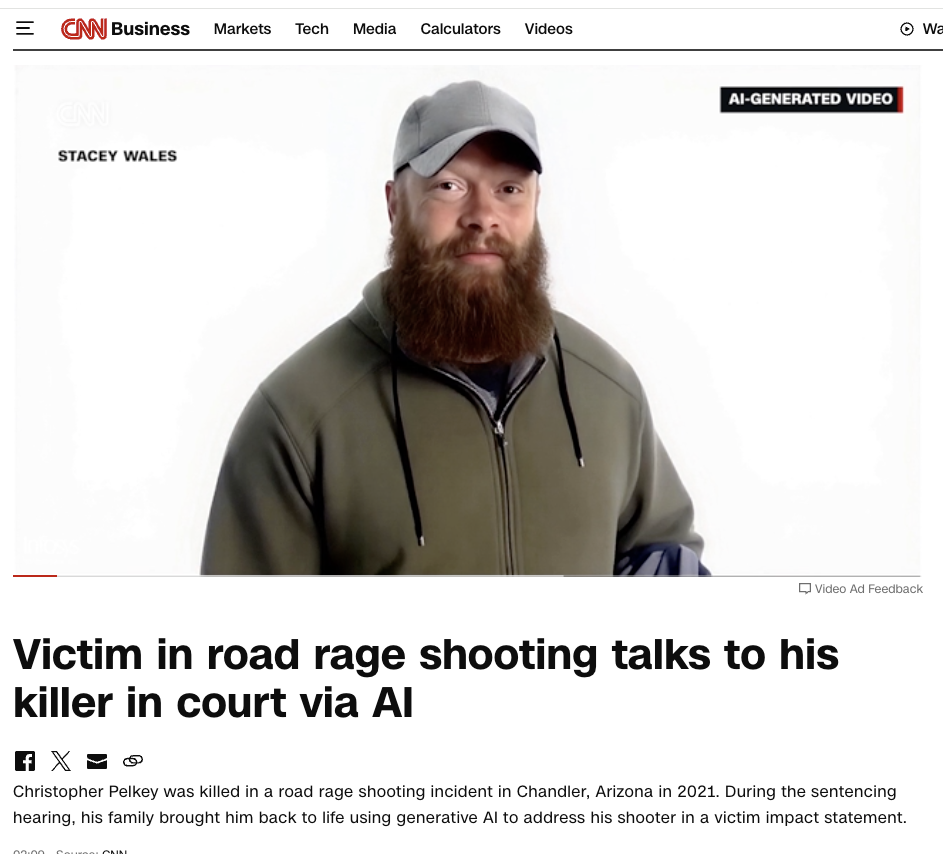 CNN Business Markets Tech Media Calculators Videos
CNN
AI-GENERATED VIDEO
STACEY WALES
Video Ad Feedback
Victim in road rage shooting talks to his
killer in court via AI
Christopher Pelkey was killed in a road rage shooting incident in Chandler, Arizona in 2021. During the sentencing
hearing, his family brought him back to life using generative AI to address his shooter in a victim impact statement.
Source: CNN